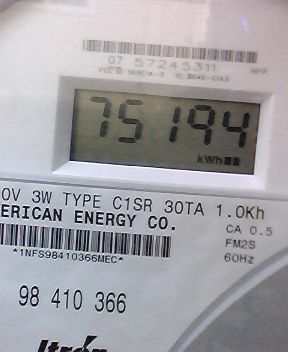 07 57245311
75194
kWh
0V 3W TYPE C1SR 30TA 1.0Kh
ERICAN ENERGY CO.
CA 0.5
FM2S
*1NFS98410366MEC*
60Hz
98 410 366
Itron